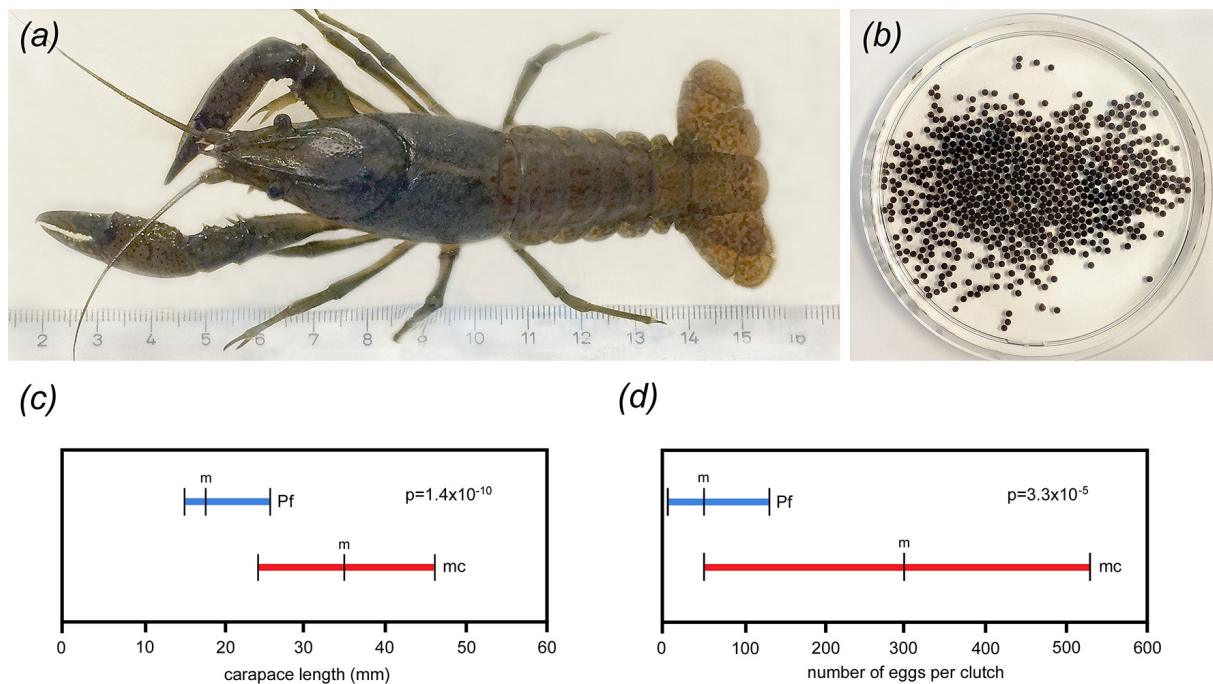 (a)
(b)
2 3 4 5 6 7 8 9 10 11 12 13 14 15 16
(c)
(d)
m
Pf
p=1.4x10-10
m
mc
0 10 20 30 40 50 60
carapace length (mm)
m
Pf
p=3.3x10-5
m
mc
0 100 200 300 400 500 600
number of eggs per clutch